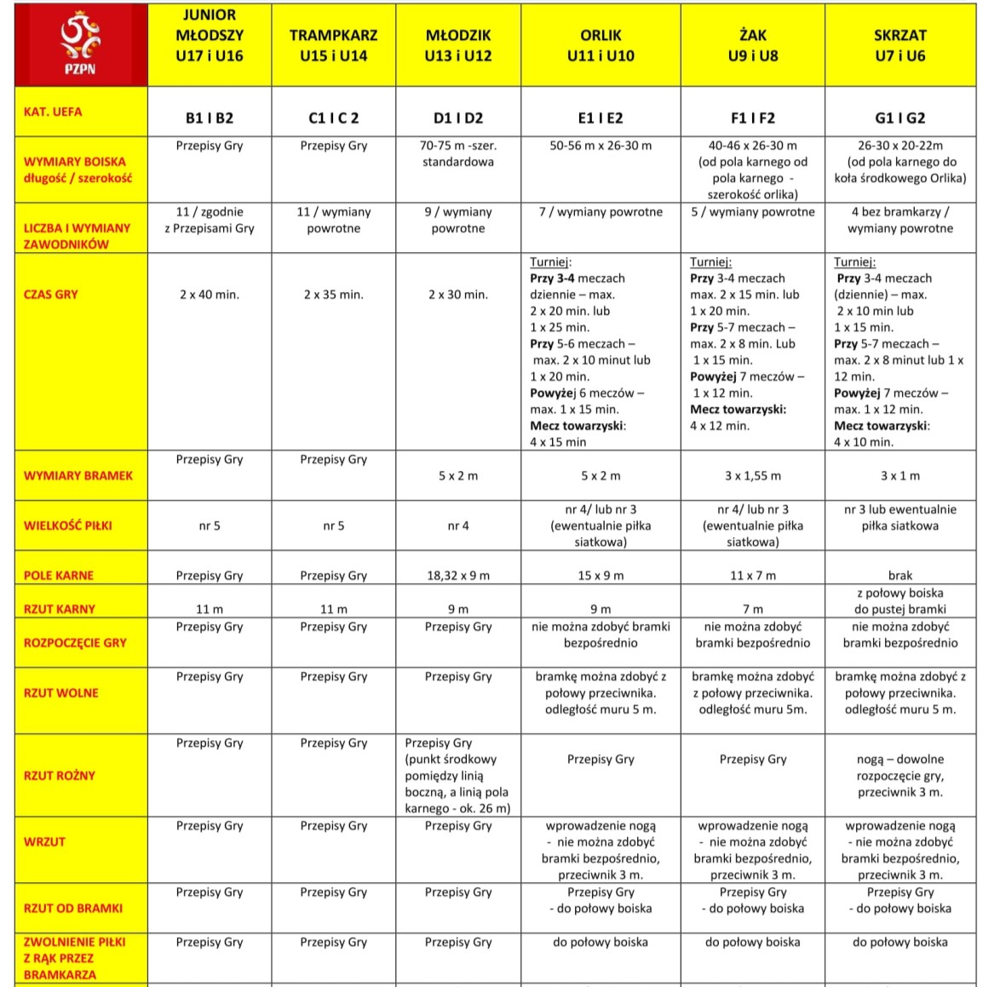 PZPN
JUNIOR
MŁODSZY
U17 i U16
TRAMPKARZ
U15 i U14
MŁODZIK
U13 i U12
ORLIK
U11 i U10
ŻAK
U9 i U8
SKRZAT
U7 i U6
KAT. UEFA
B1 I B2
C1 I C 2
D1 I D2
E1 I E2
F1 I F2
G1 I G2
WYMIARY BOISKA
długość / szerokość
Przepisy Gry
Przepisy Gry
70-75 m -szer.
standardowa
50-56 m x 26-30 m
40-46 x 26-30 m
(od pola karnego od
pola karnego -
szerokość orlika)
26-30 x 20-22m
(od pola karnego do
koła środkowego Orlika)
LICZBA I WYMIANY
ZAWODNIKÓW
11 / zgodnie
z Przepisami Gry
11 / wymiany
powrotne
9 / wymiany
powrotne
7 / wymiany powrotne
5 / wymiany powrotne
4 bez bramkarzy /
wymiany powrotne
CZAS GRY
2 x 40 min.
2 x 35 min.
2 x 30 min.
Turniej:
Przy 3-4 meczach
dziennie – max.
2 x 20 min. lub
1 x 25 min.
Przy 5-6 meczach –
max. 2 x 10 minut lub
1 x 20 min.
Powyżej 6 meczów –
max. 1 x 15 min.
Mecz towarzyski:
4 x 15 min
Turniej:
Przy 3-4 meczach
max. 2 x 15 min. lub
1 x 20 min.
Przy 5-7 meczach –
max. 2 x 8 min. Lub
1 x 15 min.
Powyżej 7 meczów –
1 x 12 min.
Mecz towarzyski:
4 x 12 min.
Turniej:
Przy 3-4 meczach
(dziennie) – max.
2 x 10 min lub
1 x 15 min.
Przy 5-7 meczach –
max. 2 x 8 minut lub 1 x
12 min.
Powyżej 7 meczów –
max. 1 x 12 min.
Mecz towarzyski:
4 x 10 min.
WYMIARY BRAMEK
Przepisy Gry
Przepisy Gry
5 x 2 m
5 x 2 m
3 x 1,55 m
3 x 1 m
WIELKOŚĆ PIŁKI
nr 5
nr 5
nr 4
nr 4/ lub nr 3
(ewentualnie piłka
siatkowa)
nr 4/ lub nr 3
(ewentualnie piłka
siatkowa)
nr 3 lub ewentualnie
piłka siatkowa
POLE KARNE
Przepisy Gry
Przepisy Gry
18,32 x 9 m
15 x 9 m
11 x 7 m
brak
RZUT KARNY
11 m
11 m
9 m
9 m
7 m
z połowy boiska
do pustej bramki
ROZPOCZĘCIE GRY
Przepisy Gry
Przepisy Gry
Przepisy Gry
nie można zdobyć bramki
bezpośrednio
nie można zdobyć
bramki bezpośrednio
nie można zdobyć
bramki bezpośrednio
RZUT WOLNE
Przepisy Gry
Przepisy Gry
Przepisy Gry
bramkę można zdobyć z
połowy przeciwnika.
odległość muru 5 m.
bramkę można zdobyć
z połowy przeciwnika.
odległość muru 5m.
bramkę można zdobyć z
połowy przeciwnika.
odległość muru 5 m.
RZUT ROŻNY
Przepisy Gry
Przepisy Gry
Przepisy Gry
(punkt środkowy
pomiędzy linią
boczną, a linią pola
karnego - ok. 26 m)
Przepisy Gry
Przepisy Gry
nogą – dowolne
rozpoczęcie gry,
przeciwnik 3 m.
WRZUT
Przepisy Gry
Przepisy Gry
Przepisy Gry
wprowadzenie nogą
- nie można zdobyć
bramki bezpośrednio,
przeciwnik 3 m.
wprowadzenie nogą
- nie można zdobyć
bramki bezpośrednio,
przeciwnik 3 m.
wprowadzenie nogą
- nie można zdobyć
bramki bezpośrednio,
przeciwnik 3 m.
RZUT OD BRAMKI
Przepisy Gry
Przepisy Gry
Przepisy Gry
Przepisy Gry
- do połowy boiska
Przepisy Gry
- do połowy boiska
Przepisy Gry
- do połowy boiska
ZWOLNIENIE PIŁKI
Z RĄK PRZEZ
BRAMKARZA
Przepisy Gry
Przepisy Gry
Przepisy Gry
do połowy boiska
do połowy boiska
do połowy boiska